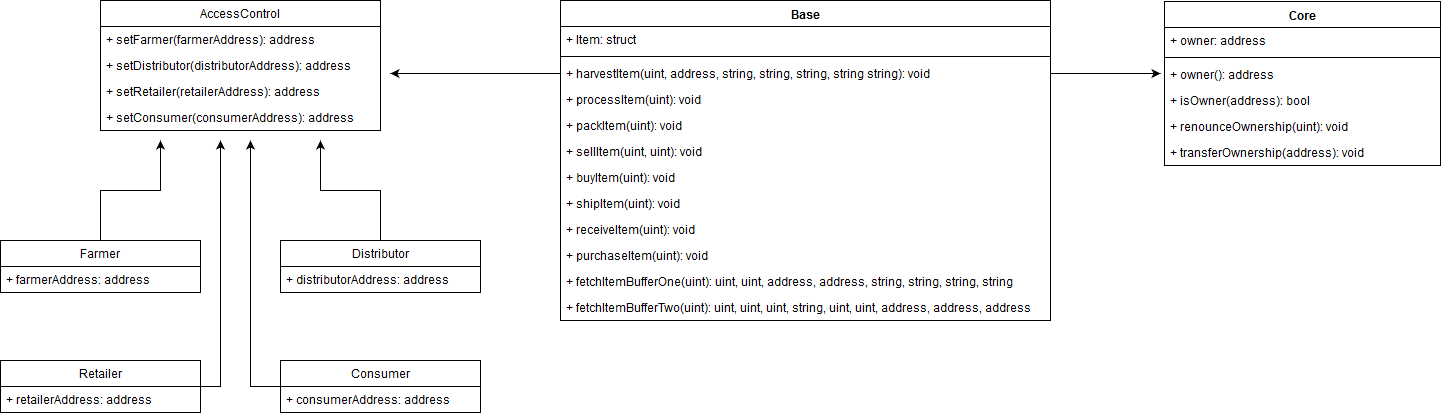 AccessControl
+ setFarmer(farmerAddress): address
+ setDistributor(distributorAddress): address
+ setRetailer(retailerAddress): address
+ setConsumer(consumerAddress): address
Base
+ Item: struct
+ harvestItem(uint, address, string, string, string, string string): void
+ processItem(uint): void
+ packItem(uint): void
+ sellItem(uint, uint): void
+ buyItem(uint): void
+ shipItem(uint): void
+ receiveItem(uint): void
+ purchaseItem(uint): void
+ fetchItemBufferOne(uint): uint, uint, address, address, string, string, string, string
+ fetchItemBufferTwo(uint): uint, uint, uint, string, uint, uint, address, address, address
Core
+ owner: address
+ owner(): address
+ isOwner(address): bool
+ renounceOwnership(uint): void
+ transferOwnership(address): void
Farmer
+ farmerAddress: address
Distributor
+ distributorAddress: address
Retailer
+ retailerAddress: address
Consumer
+ consumerAddress: address